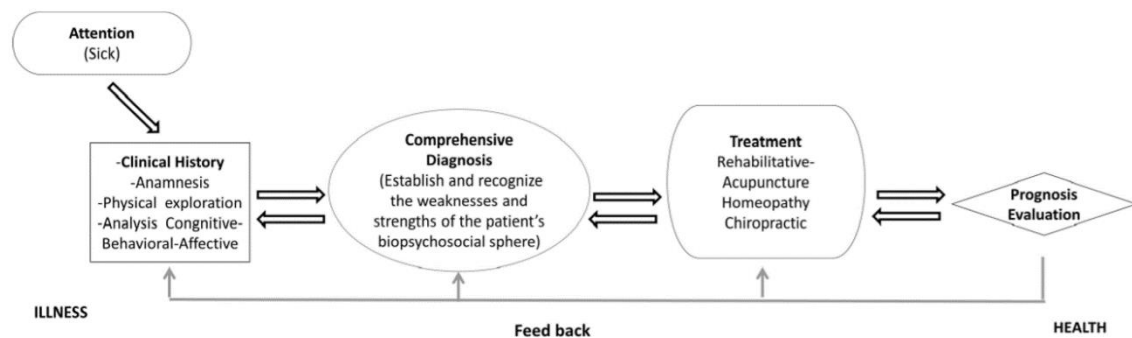 Attention
(Sick)
-Clinical History
-Anamnesis
-Physical exploration
-Analysis Congnitive-
Behavioral-Affective
Comprehensive
Diagnosis
(Establish and recognize
the weaknesses and
strengths of the patient's
biopsychosocial sphere)
Treatment
Rehabilitative-
Acupuncture
Homeopathy
Chiropractic
Prognosis
Evaluation
ILLNESS
Feed back
HEALTH